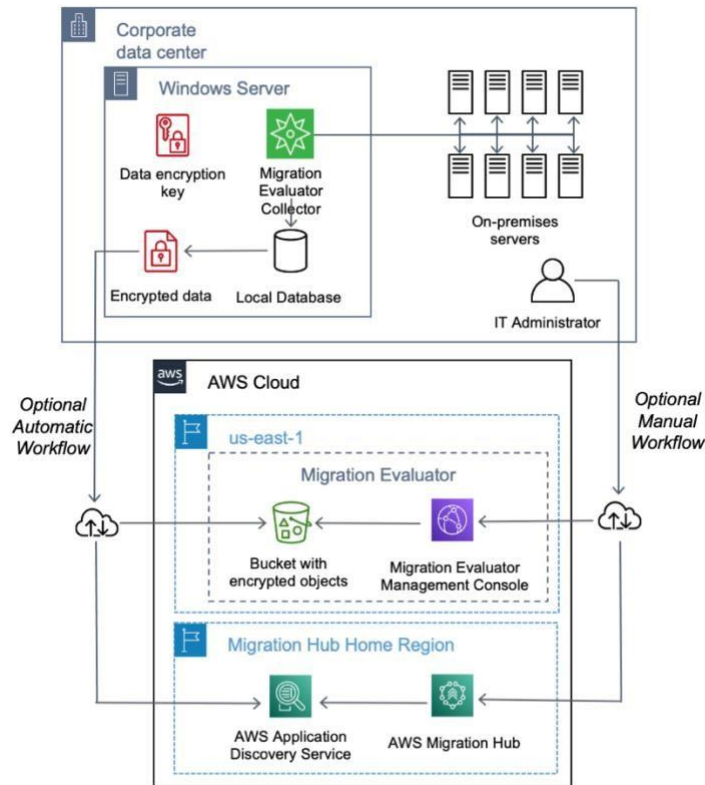 Corporate
data center
Windows Server
Data encryption
key
Migration
Evaluator
Collector
On-premises
servers
Encrypted data
Local Database
IT Administrator
aws
AWS Cloud
Optional
Automatic
Workflow
Optional
Manual
Workflow
us-east-1
Migration Evaluator
Bucket with
encrypted objects
Migration Evaluator
Management Console
Migration Hub Home Region
AWS Application
Discovery Service
AWS Migration Hub